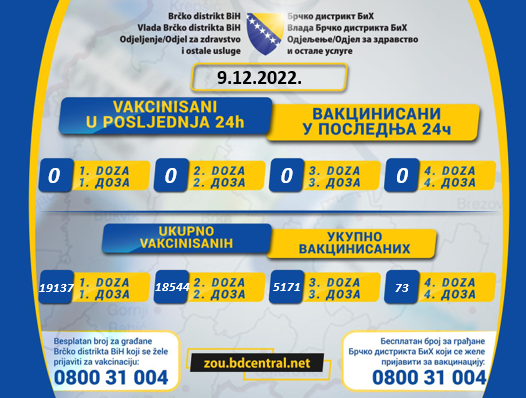 Brčko distrikt BiH
Vlada Brčko distrikta BiH
Odjeljenje/Odjel za zdravstvo
i ostale usluge
Брчко дистрикт БиХ
Влада Брчко дистрикта БиХ
Одјељење/Одјел за здравство
и остале услуге
9.12.2022.
VAKCINISANI
U POSLJEDNJA 24h
ВАКЦИНИСАНИ
У ПОСЛЕДЊА 24ч
0
1. DOZA
1. ДОЗА
0
2. DOZA
2. ДОЗА
0
3. DOZA
3. ДОЗА
0
4. DOZA
4. ДОЗА
UKUPNO
VAKCINISANIH
УКУПНО
ВАКЦИНИСАНИХ
19137
1. DOZA
1. ДОЗА
18544
2. DOZA
2. ДОЗА
5171
3. DOZA
3. ДОЗА
73
4. DOZA
4. ДОЗА
Besplatan broj za građane
Brčko distrikta BiH koji se žele
prijaviti za vakcinaciju:
0800 31 004
zou.bdcentral.net
Бесплатан број за грађане
Брчко дистрикта БиХ који се желе
пријавити за вакцинацију:
0800 31 004